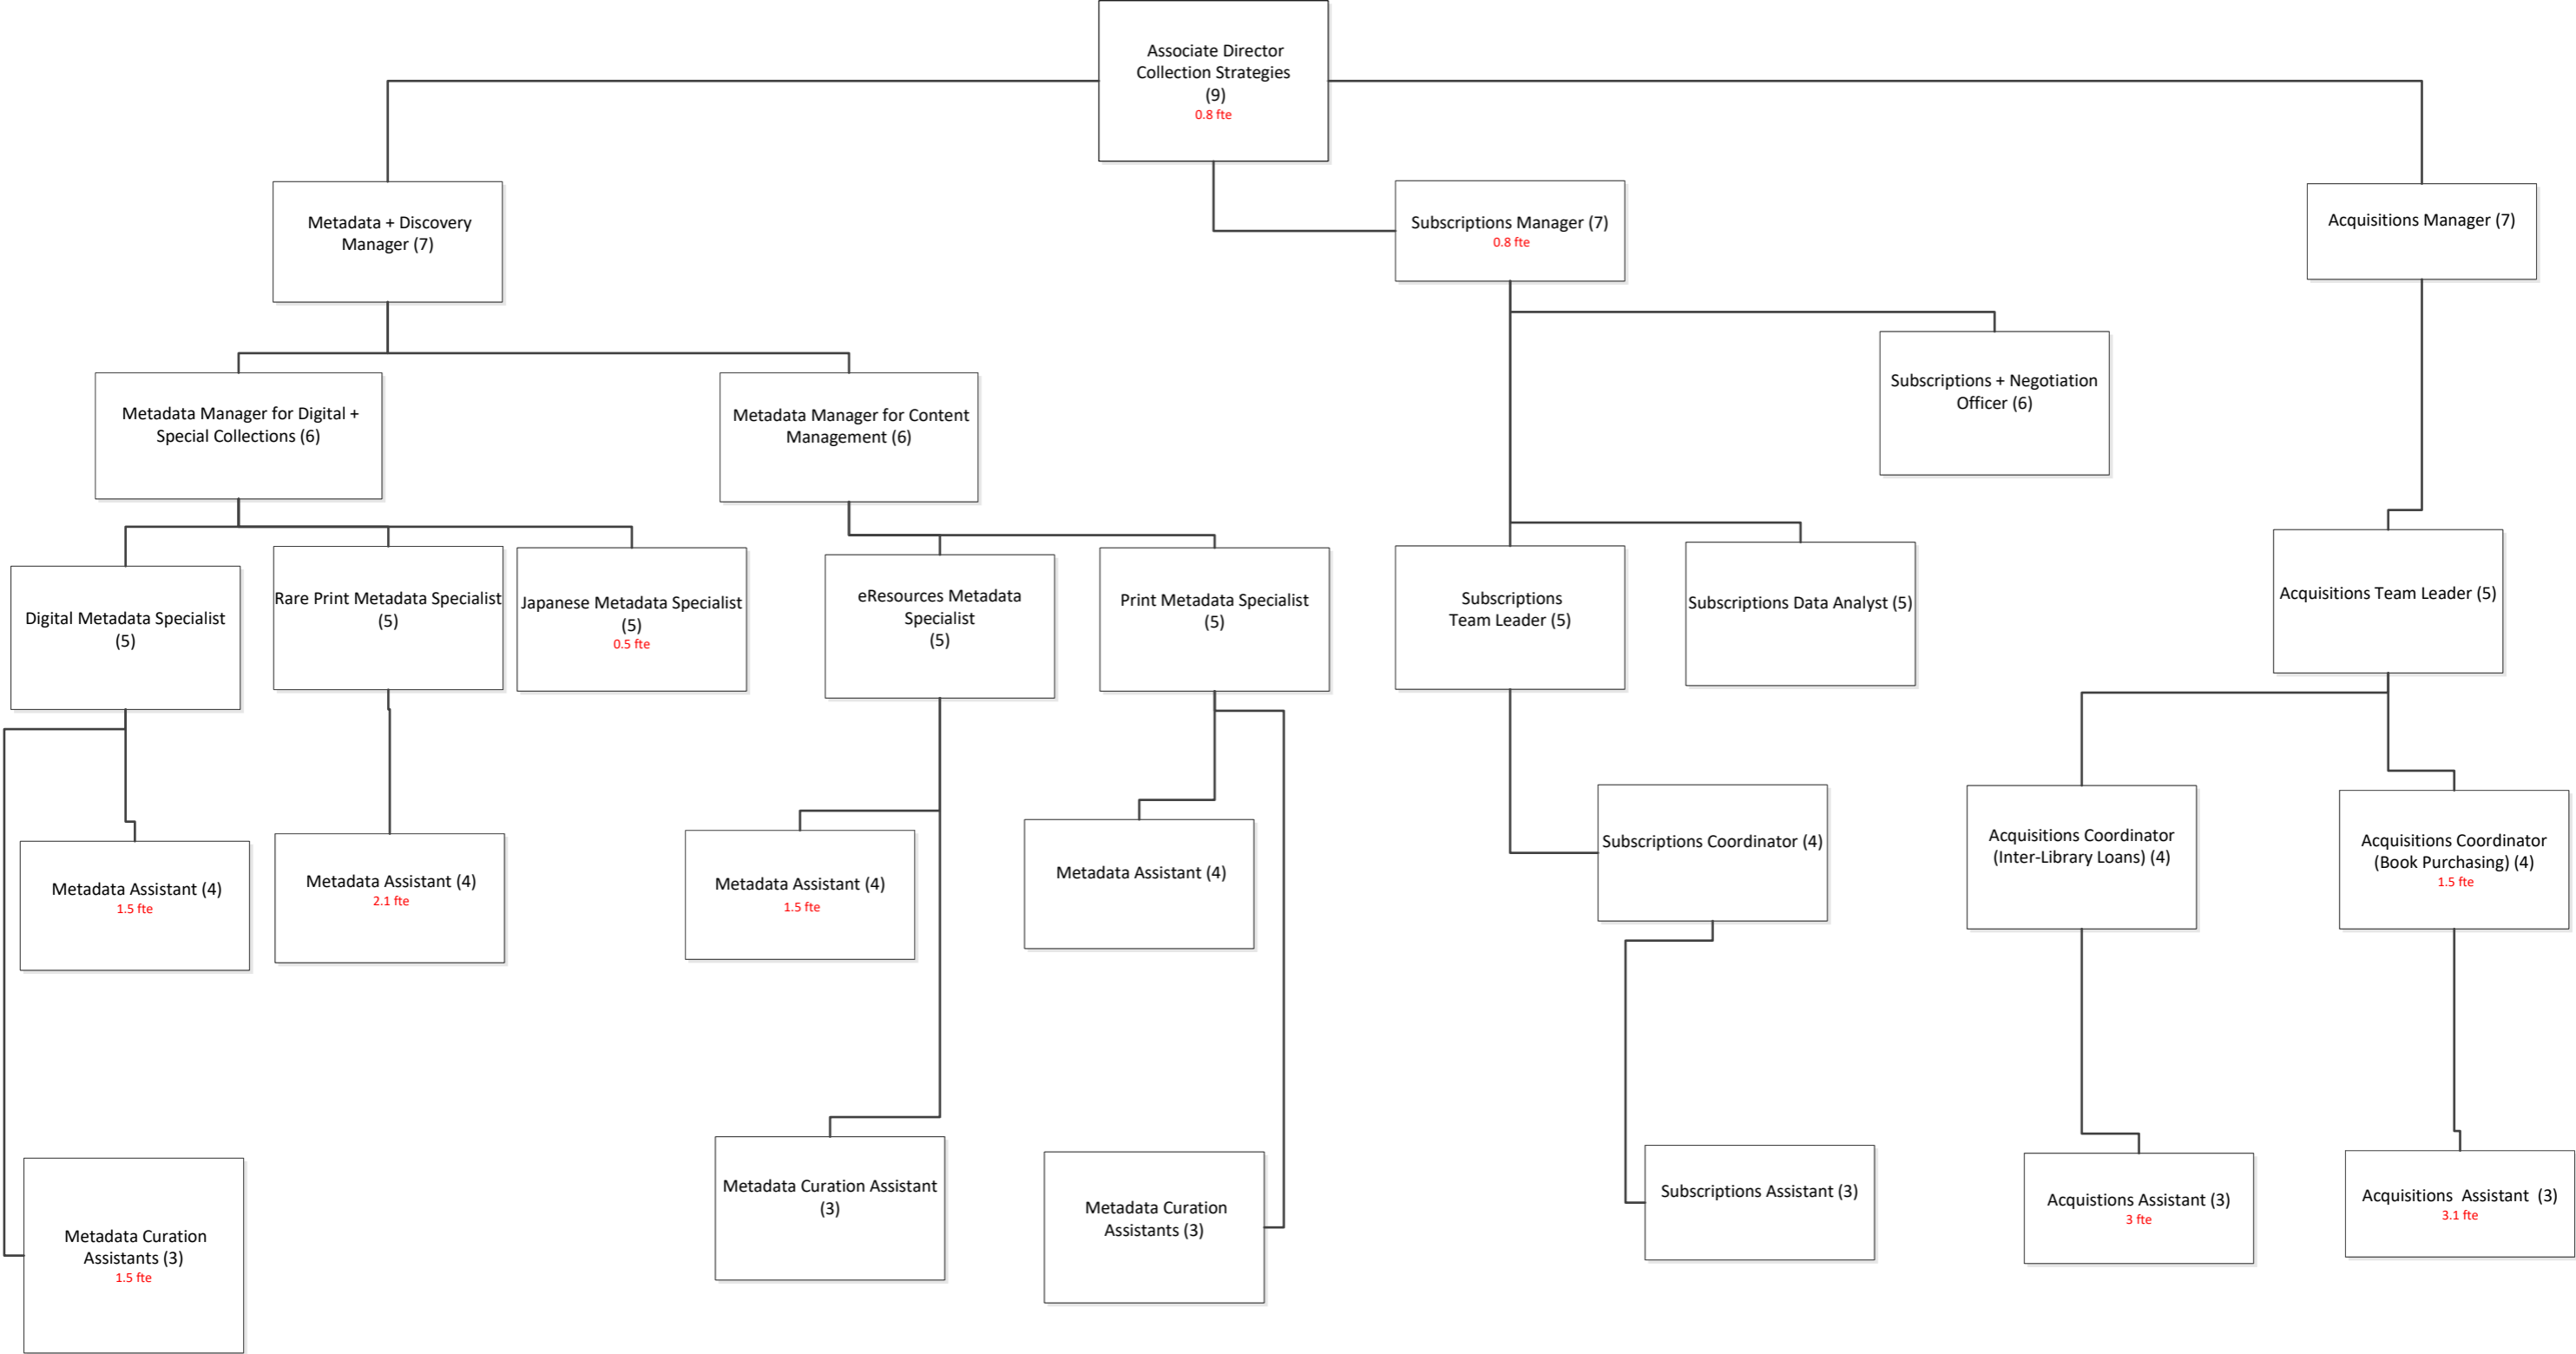 Associate Director
Collection Strategies
(9)
0.8 fte
Metadata + Discovery
Manager (7)
Subscriptions Manager (7)
0.8 fte
Acquisitions Manager (7)
Metadata Manager for Digital +
Special Collections (6)
Metadata Manager for Content
Management (6)
Subscriptions + Negotiation
Officer (6)
Digital Metadata Specialist
(5)
Rare Print Metadata Specialist
(5)
Japanese Metadata Specialist
(5)
0.5 fte
eResources Metadata
Specialist
(5)
Print Metadata Specialist
(5)
Subscriptions
Team Leader (5)
Subscriptions Data Analyst (5)
Acquisitions Team Leader (5)
Metadata Assistant (4)
1.5 fte
Metadata Assistant (4)
2.1 fte
Metadata Assistant (4)
1.5 fte
Metadata Assistant (4)
Subscriptions Coordinator (4)
Acquisitions Coordinator
(Inter-Library Loans) (4)
Acquisitions Coordinator
(Book Purchasing) (4)
1.5 fte
Metadata Curation
Assistants (3)
1.5 fte
Metadata Curation Assistant
(3)
Metadata Curation
Assistants (3)
Subscriptions Assistant (3)
Acquistions Assistant (3)
3 fte
Acquisitions  Assistant  (3)
3.1 fte